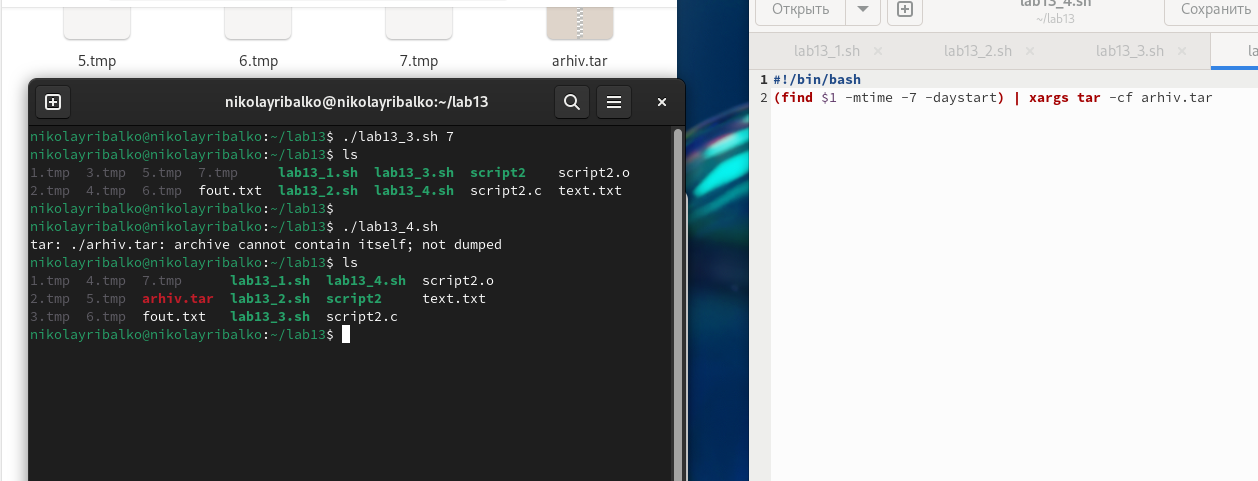 5.tmp 6.tmp 7.tmp arhiv.tar
nikolayribalko@nikolayribalko:~/lab13
nikolayribalko@nikolayribalko:~/lab13$ ./lab13_3.sh 7
nikolayribalko@nikolayribalko:~/lab13$ ls
1.tmp 3.tmp 5.tmp 7.tmp lab13_1.sh lab13_3.sh script2 script2.o
2.tmp 4.tmp 6.tmp fout.txt lab13_2.sh lab13_4.sh script2.c text.txt
nikolayribalko@nikolayribalko:~/lab13$
nikolayribalko@nikolayribalko:~/lab13$ ./lab13_4.sh
tar: ./arhiv.tar: archive cannot contain itself; not dumped
nikolayribalko@nikolayribalko:~/lab13$ ls
1.tmp 4.tmp 7.tmp lab13_1.sh lab13_4.sh script2.o
2.tmp 5.tmp arhiv.tar lab13_2.sh script2 text.txt
3.tmp 6.tmp fout.txt lab13_3.sh script2.c
nikolayribalko@nikolayribalko:~/lab13$
Открыть lab13_4.sh Сохранить
~/lab13
lab13_1.sh × lab13_2.sh × lab13_3.sh × la
1 #!/bin/bash
2 (find $1 -mtime -7 -daystart) | xargs tar -cf arhiv.tar